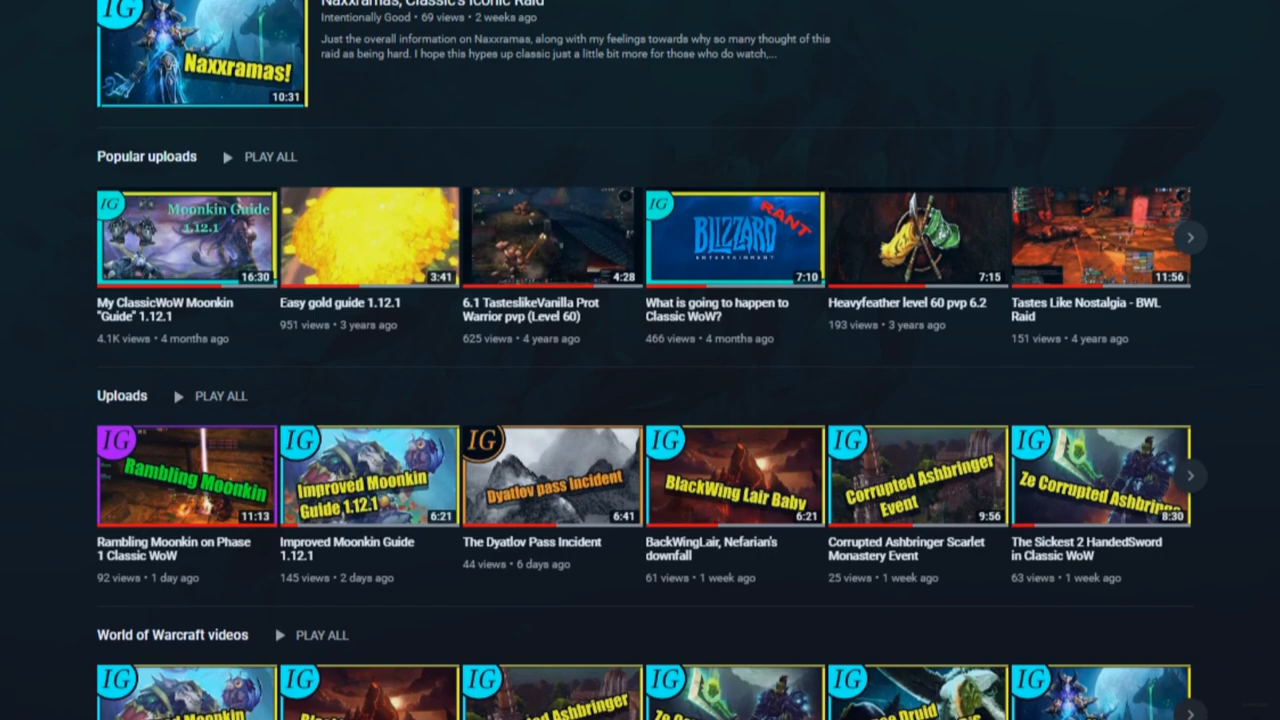 IG
Naxxramas, Classic's Iconic Raid
Intentionally Good • 69 views • 2 weeks ago
Just the overall information on Naxxramas, along with my feelings towards why so many thought of this
raid as being hard. I hope this hypes up classic just a little bit more for those who do watch,...
Naxxramas!
10:31
Popular uploads
PLAY ALL
IG
Moonkin Guide
1.12.1
16:30
3:41
4:28
IG
BLIZZARD
ENTERTAINMENT
RANT
7:10
7:15
11:56
My ClassicWoW Moonkin
"Guide" 1.12.1
4.1K views • 4 months ago
Easy gold guide 1.12.1
951 views • 3 years ago
6.1 TasteslikeVanilla Prot
Warrior pvp (Level 60)
625 views • 4 years ago
What is going to happen to
Classic WoW?
466 views • 4 months ago
Heavyfeather level 60 pvp 6.2
193 views • 3 years ago
Tastes Like Nostalgia - BWL
Raid
151 views • 4 years ago
Uploads
PLAY ALL
IG
Rambling Moonkin
11:13
IG
Improved Moonkin
Guide 1.12.1
6:21
IG
Dyatlov pass incident
6:41
IG
BlackWing Lair Baby
6:21
IG
Corrupted Ashbringer
Event
9:56
IG
Ze Corrupted Ashbringer
8:30
Rambling Moonkin on Phase
1 Classic WoW
92 views • 1 day ago
Improved Moonkin Guide
1.12.1
145 views • 2 days ago
The Dyatlov Pass Incident
44 views • 6 days ago
BackWingLair, Nefarian's
downfall
61 views • 1 week ago
Corrupted Ashbringer Scarlet
Monastery Event
25 views • 1 week ago
The Sickest 2 HandedSword
in Classic WoW
63 views • 1 week ago
World of Warcraft videos
PLAY ALL
IG
Moonkin
IG
IG
Ashbringer
IG
IG
Druid
IG